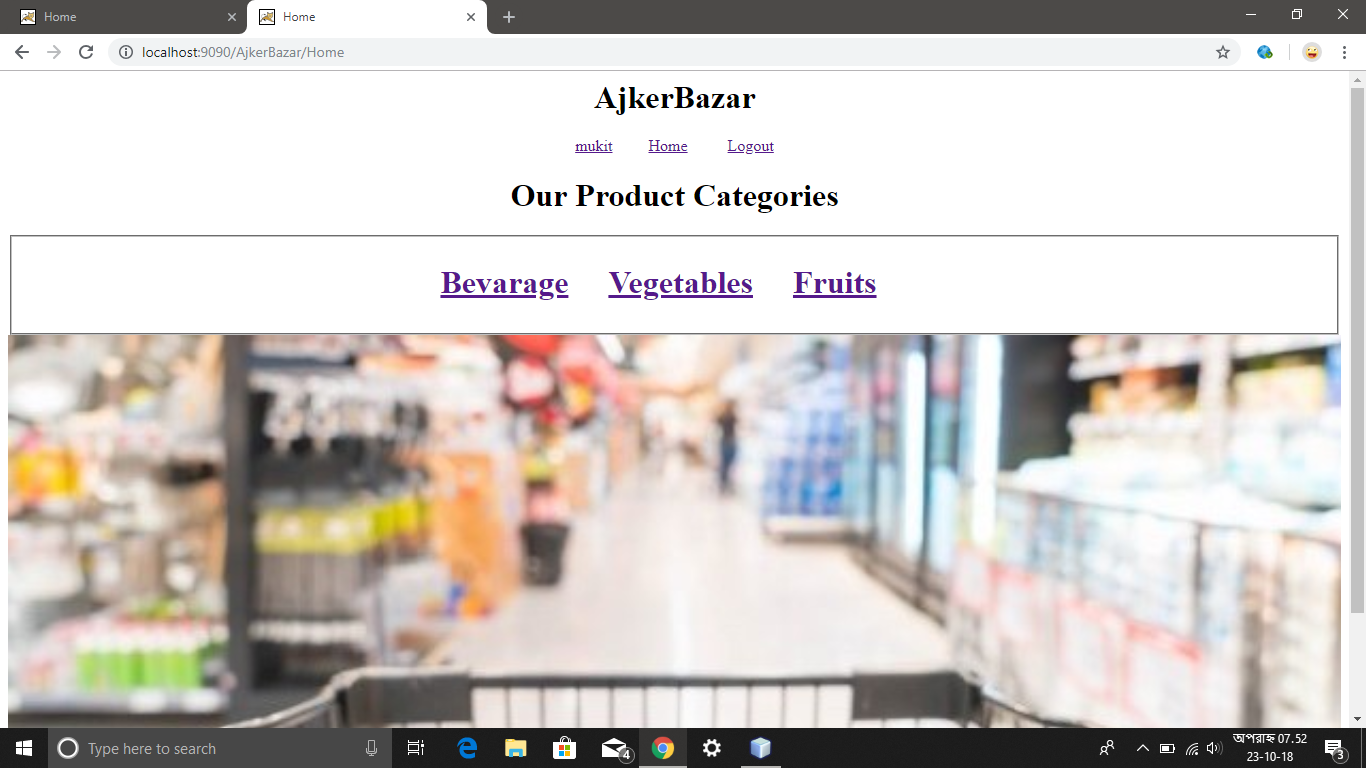 Home
Home
localhost:9090/AjkerBazar/Home
AjkerBazar
mukit Home Logout
Our Product Categories
Bevarage Vegetables Fruits
Type here to search
4
অপরাহ্ন 07.52
23-10-18
3